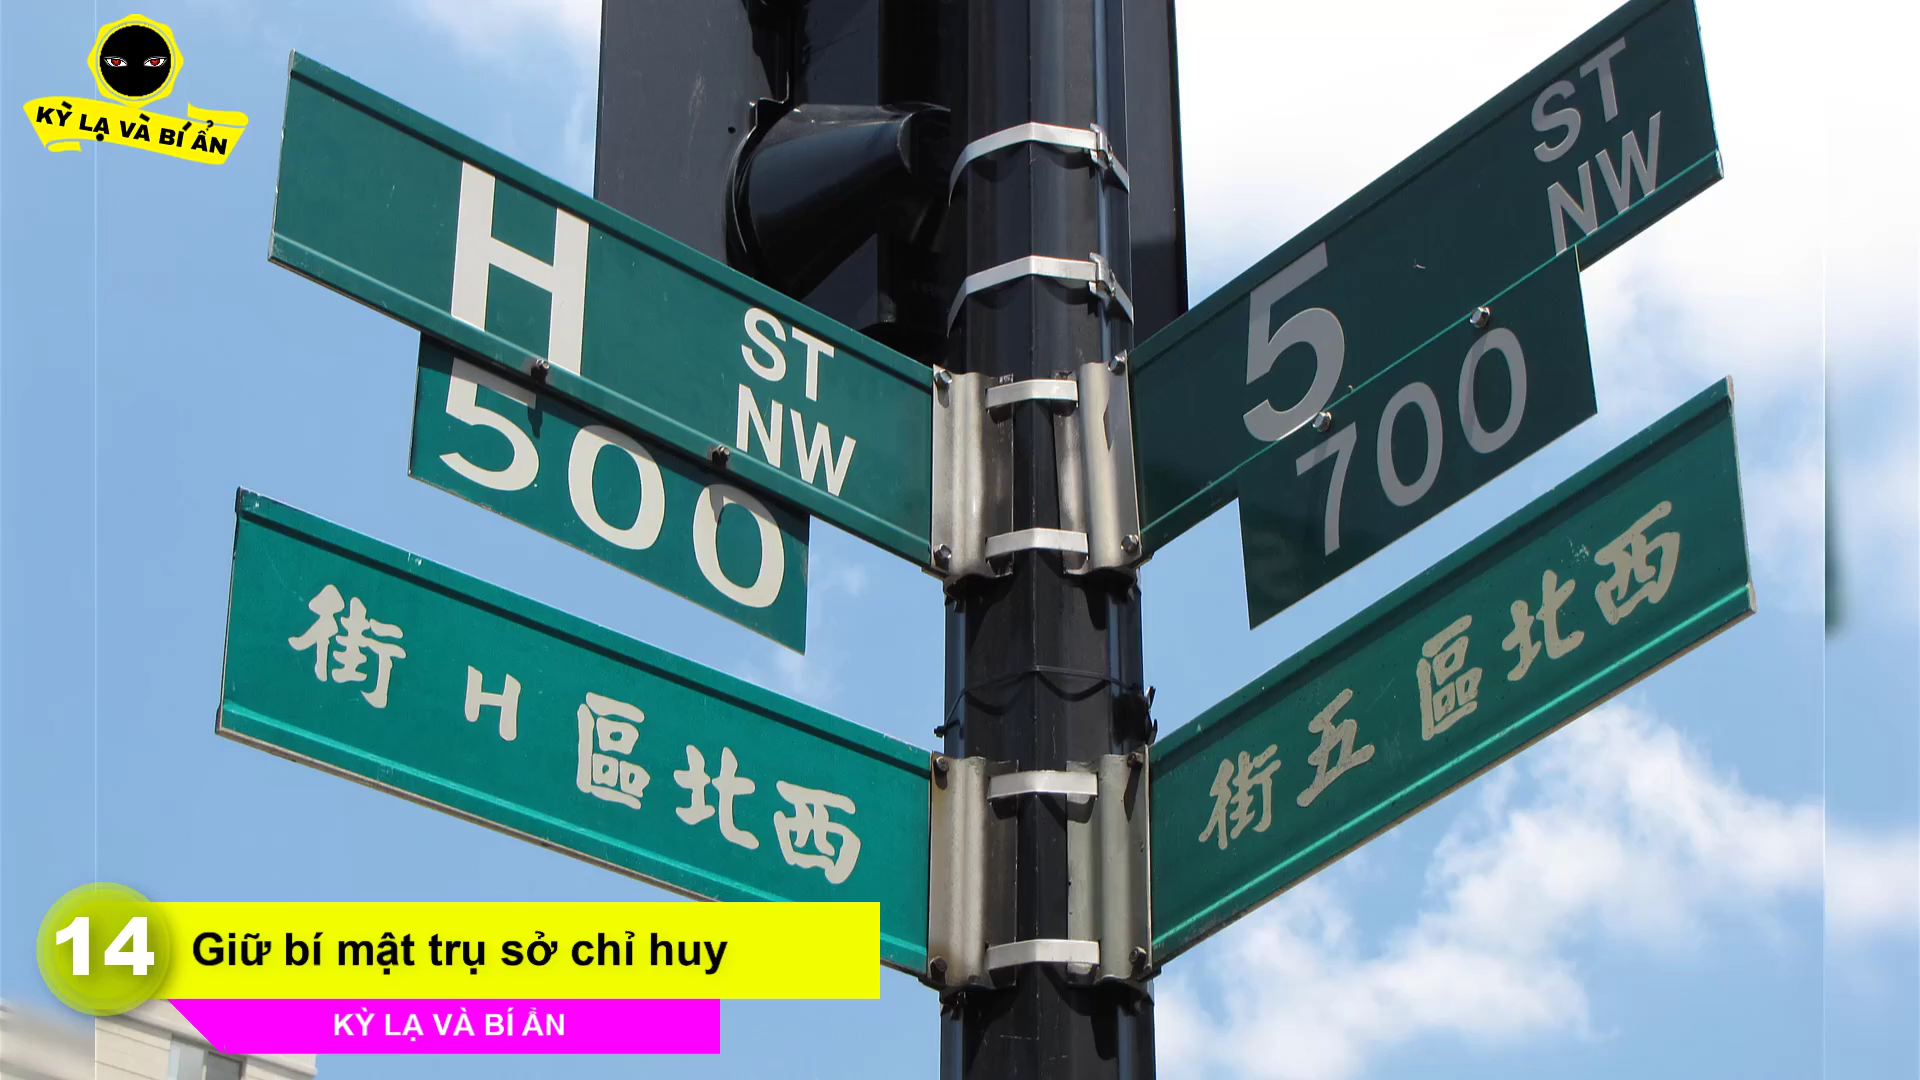 KỲ LẠ VÀ BÍ ẨN
H ST NW
500
5 ST NW
700
街 H 區北西
街五 區北西
14
Giữ bí mật trụ sở chỉ huy
KỲ LẠ VÀ BÍ ẨN